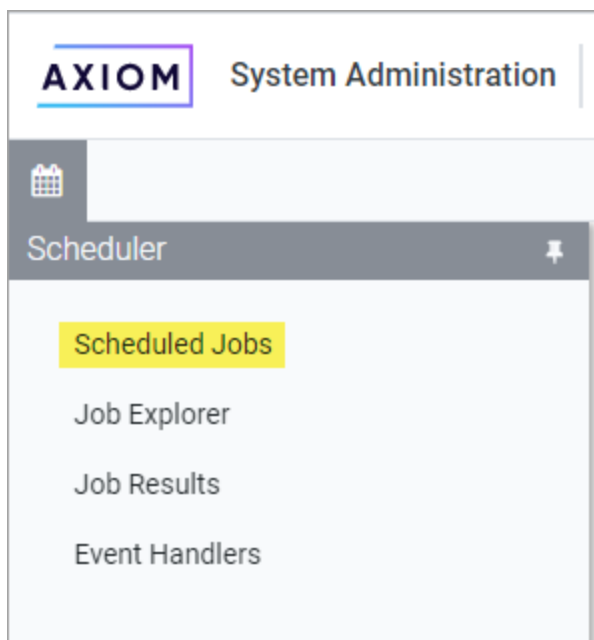 AXIOM System Administration
Scheduler
Scheduled Jobs
Job Explorer
Job Results
Event Handlers